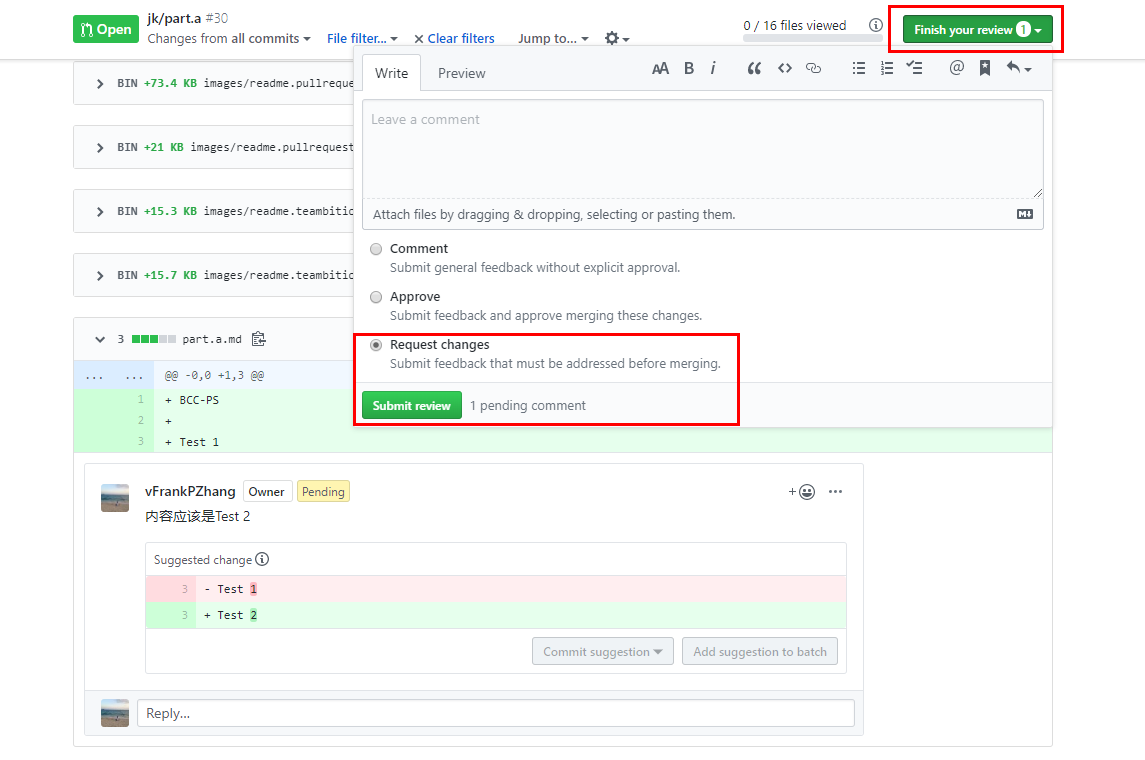 Open
jk/part.a #30
Changes from all commits File filter... Clear filters Jump to...
0 / 16 files viewed
Finish your review 1
Write Preview
AA B i
Leave a comment
Attach files by dragging & dropping, selecting or pasting them.
BIN +73.4 KB images/readme.pullreque
BIN +21 KB images/readme.pullrequest
BIN +15.3 KB images/readme.teambitio
BIN +15.7 KB images/readme.teambitio
Comment
Submit general feedback without explicit approval.
Approve
Submit feedback and approve merging these changes.
Request changes
Submit feedback that must be addressed before merging.
Submit review 1 pending comment
3 part.a.md
... ... @@ -0,0 +1,3 @@
1 + BCC-PS
2 +
3 + Test 1
vFrankPZhang Owner Pending
内容应该是Test 2
Suggested change
3 - Test 1
3 + Test 2
Commit suggestion Add suggestion to batch
Reply...